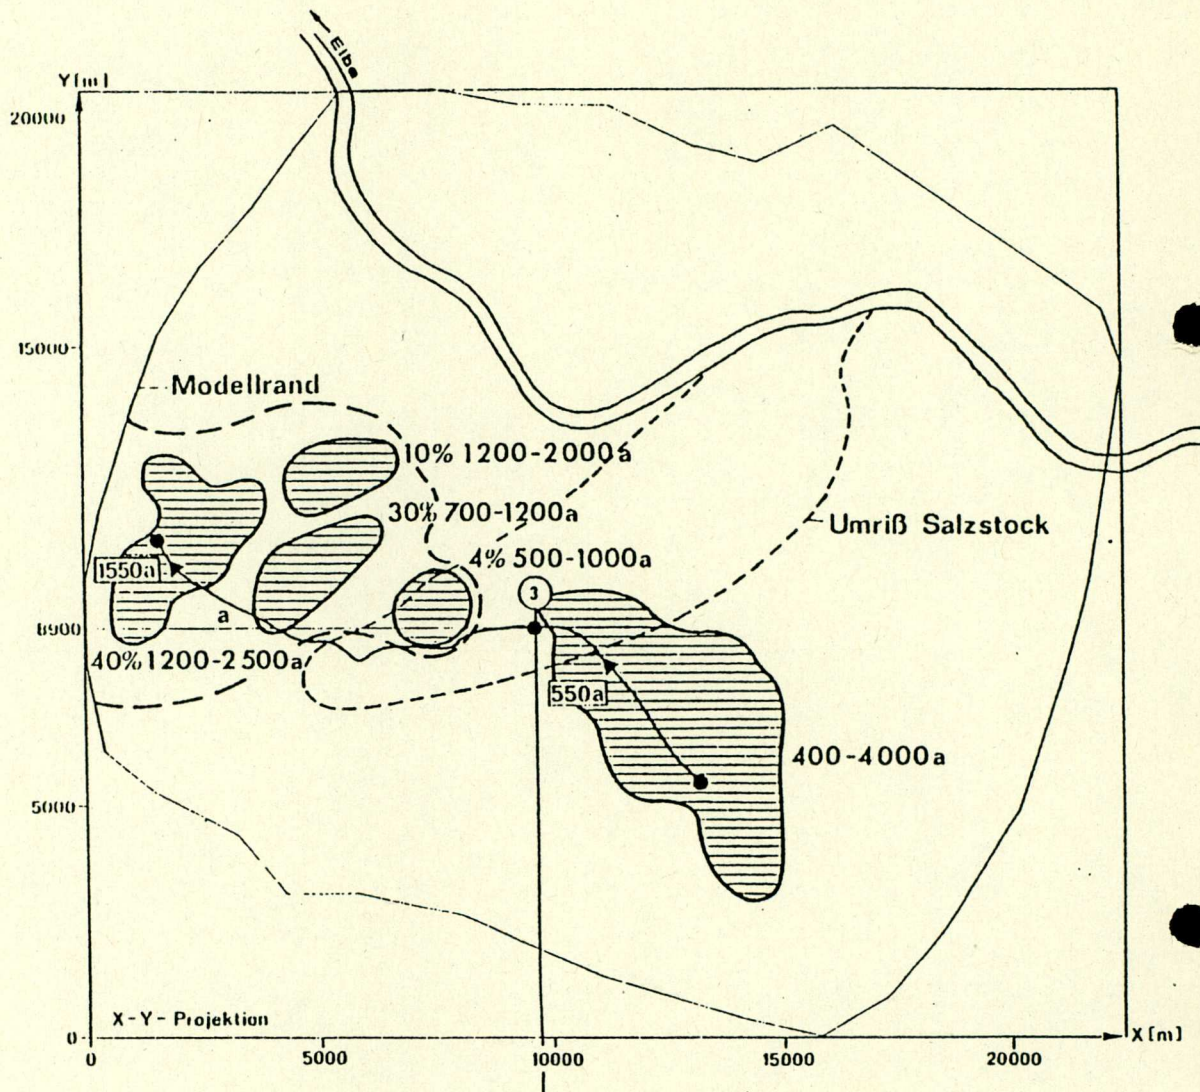 Elbe
Y[m]
20000
15000
Modellrand
10% 1200-2000a
30% 700-1200a
Umriß Salzstock
4% 500-1000a
1550a
3
a
8900
40% 1200-2500a
550a
400-4000a
5000
X-Y-Projektion
0
X[m]
0
5000
10000
15000
20000